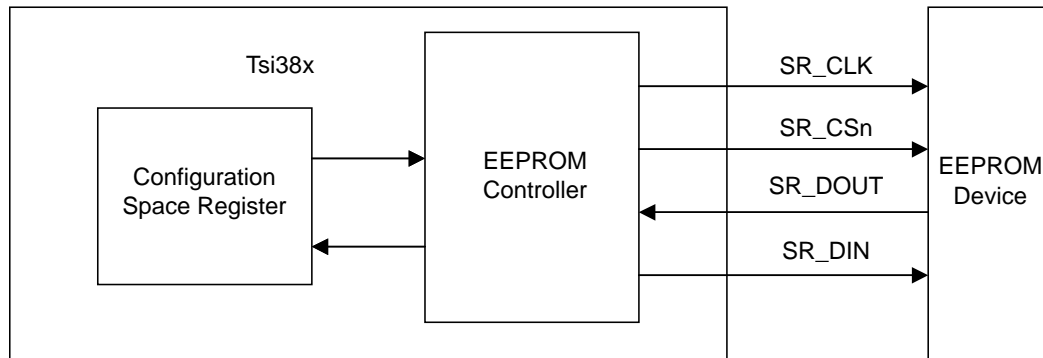 Tsi38x
Configuration
Space Register
EEPROM
Controller
SR_CLK
SR_CSn
SR_DOUT
SR_DIN
EEPROM
Device